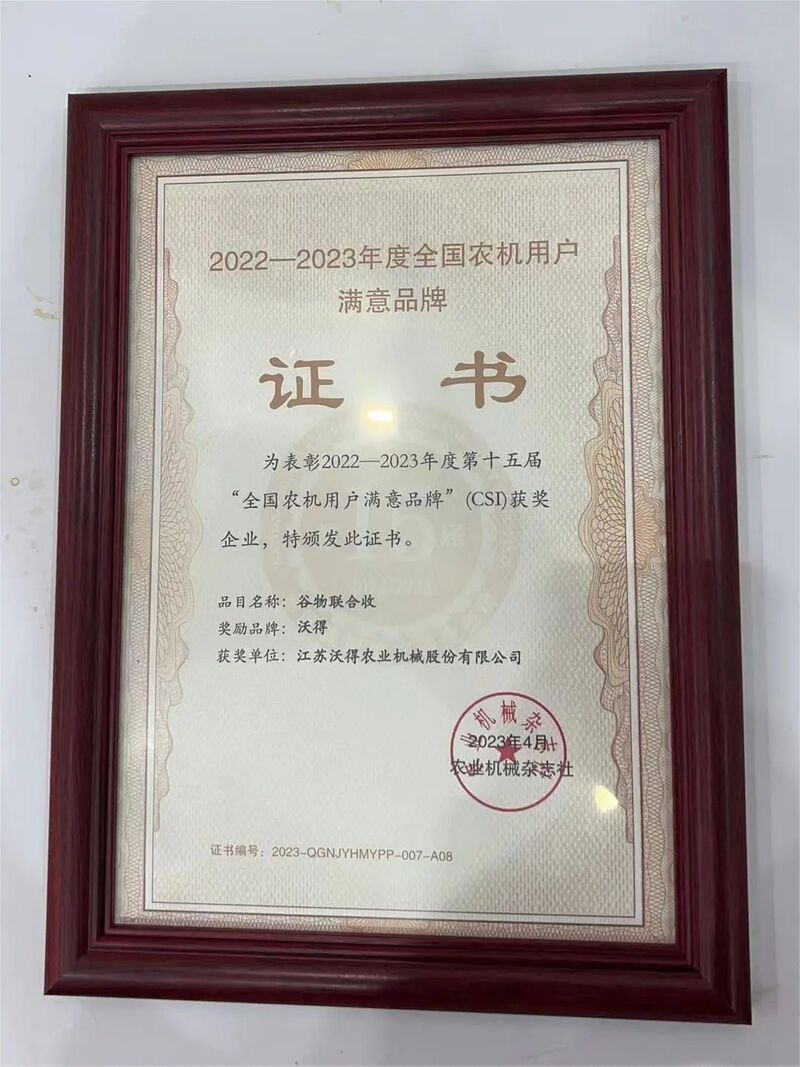 2022—2023年度全国农机用户
满意品牌
证 书
为表彰2022—2023年度第十五届
“全国农机用户满意品牌”(CSI)获奖
企业，特颁发此证书。
品目名称：谷物联合收
奖励品牌：沃得
获奖单位：江苏沃得农业机械股份有限公司
业机械杂志
2023年4月
农业机械杂志社
证书编号：2023-QGNJYHMYPP-007-A08